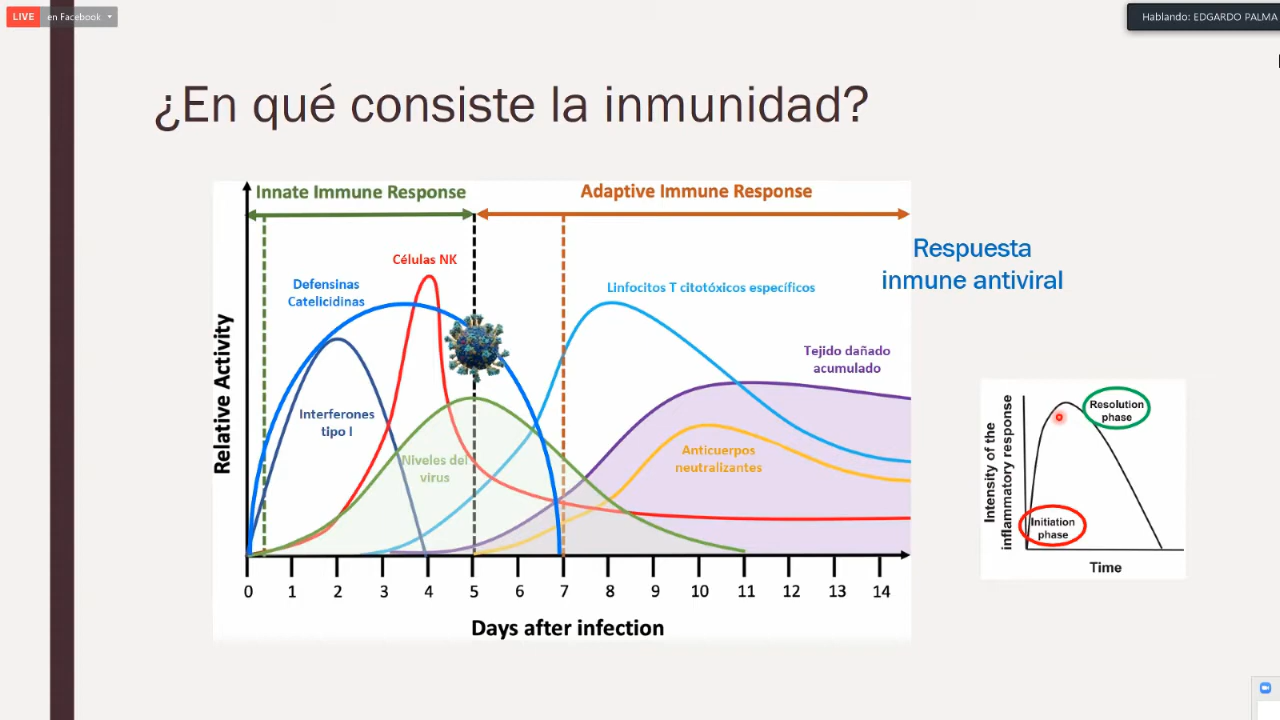 LIVE en Facebook
Hablando: EDGARDO PALMA
¿En qué consiste la inmunidad?
Innate Immune Response
Adaptive Immune Response
Respuesta
inmune antiviral
Células NK
Defensinas
Catelicidinas
Linfocitos T citotóxicos específicos
Tejido dañado
acumulado
Interferones
tipo I
Niveles del
virus
Anticuerpos
neutralizantes
Relative Activity
0 1 2 3 4 5 6 7 8 9 10 11 12 13 14
Days after infection
Intensity of the
inflammatory response
Resolution
phase
Initiation
phase
Time